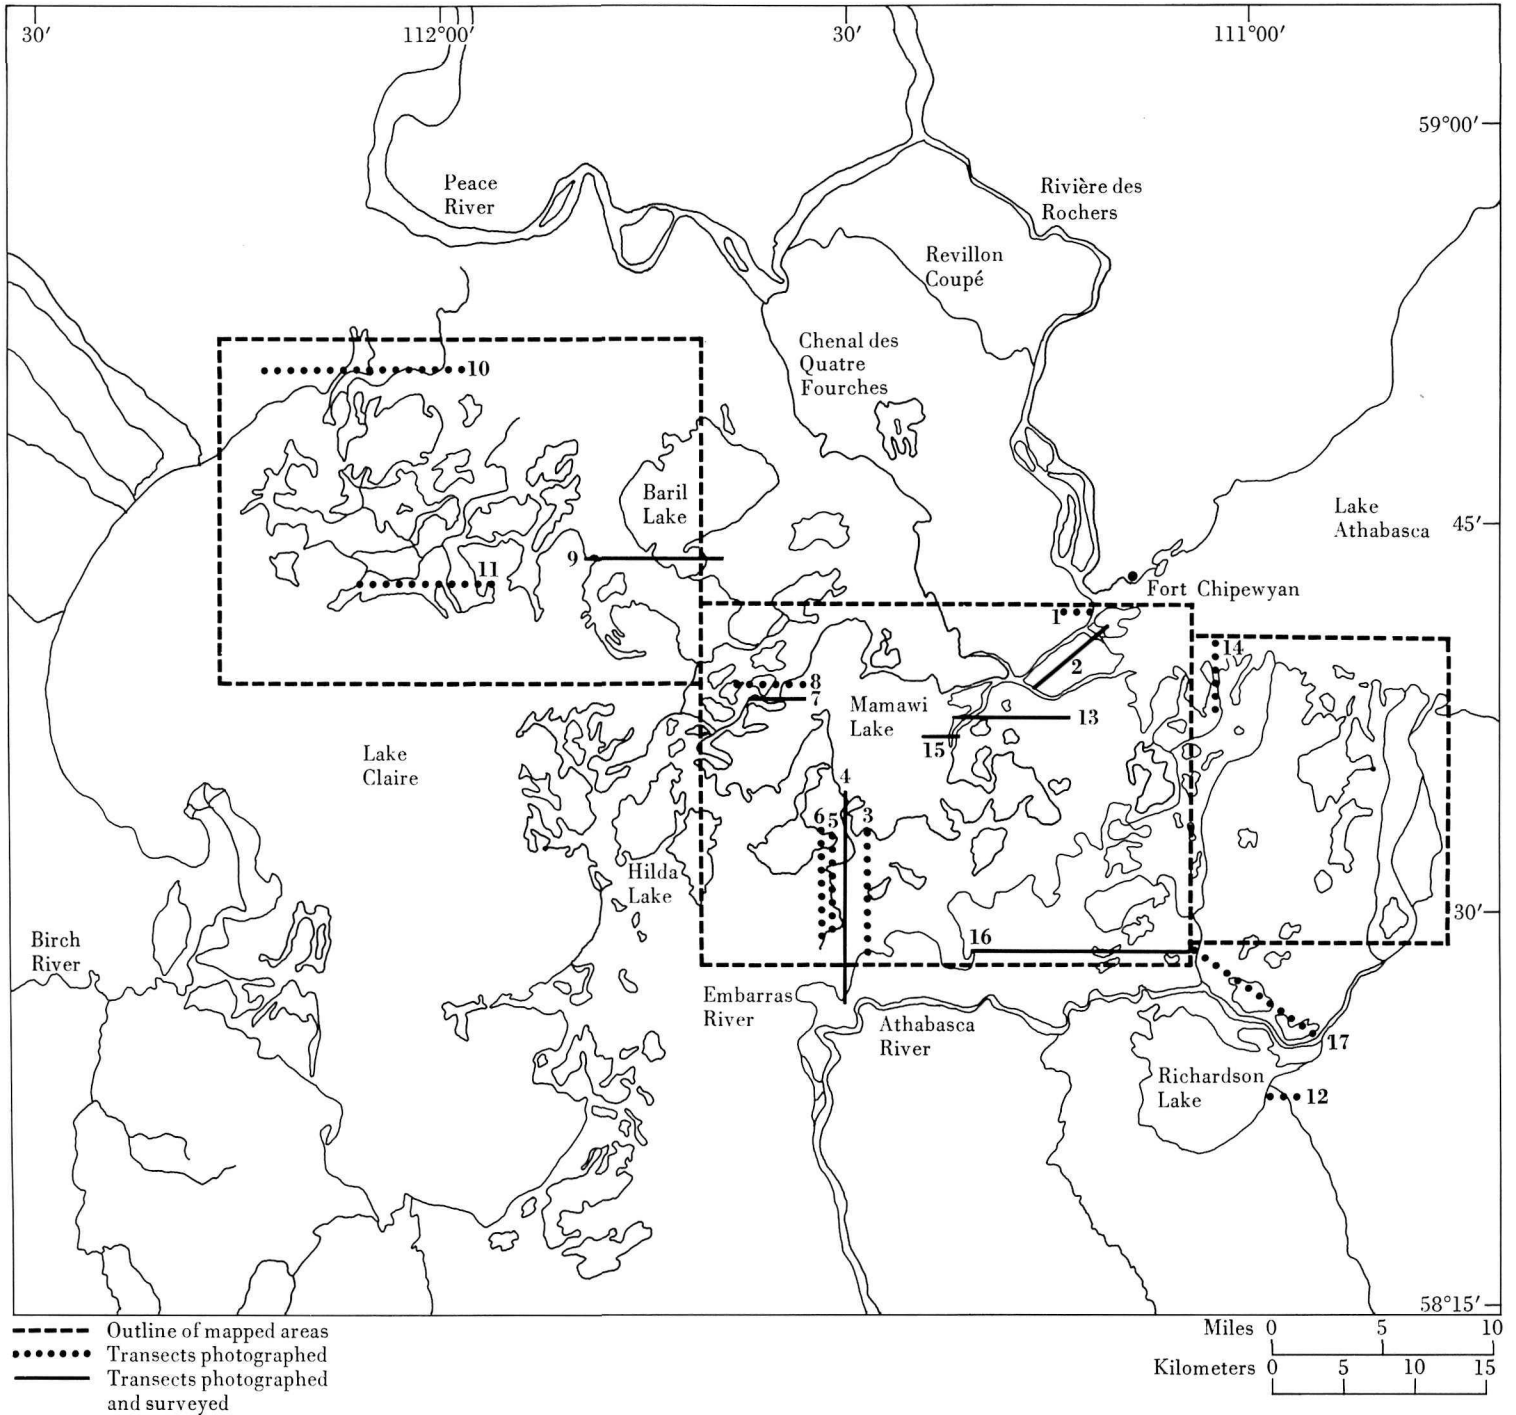 30′
112°00′
30′
111°00′
59°00′
Peace
River
Rivière des
Rochers
Revillon
Coupé
Chenal des
Quatre
Fourches
10
Baril
Lake
Lake
Athabasca
45′
9
11
Fort Chipewyan
1
2
14
8
7
Mamawi
Lake
13
15
Lake
Claire
4
6
5
3
Hilda
Lake
30′
16
Birch
River
Embarras
River
Athabasca
River
17
Richardson
Lake
12
58°15′
Outline of mapped areas
Transects photographed
Transects photographed
and surveyed
Miles 0 5 10
Kilometers 0 5 10 15